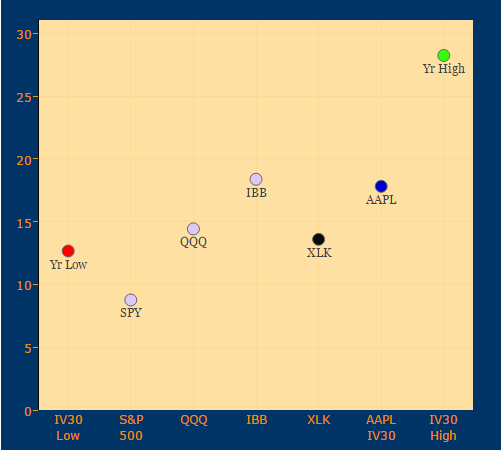 30
Yr High
25
20
IBB
AAPL
15
QQQ
XLK
Yr Low
10
SPY
5
0
IV30 Low
S&P 500
QQQ
IBB
XLK
AAPL IV30
IV30 High